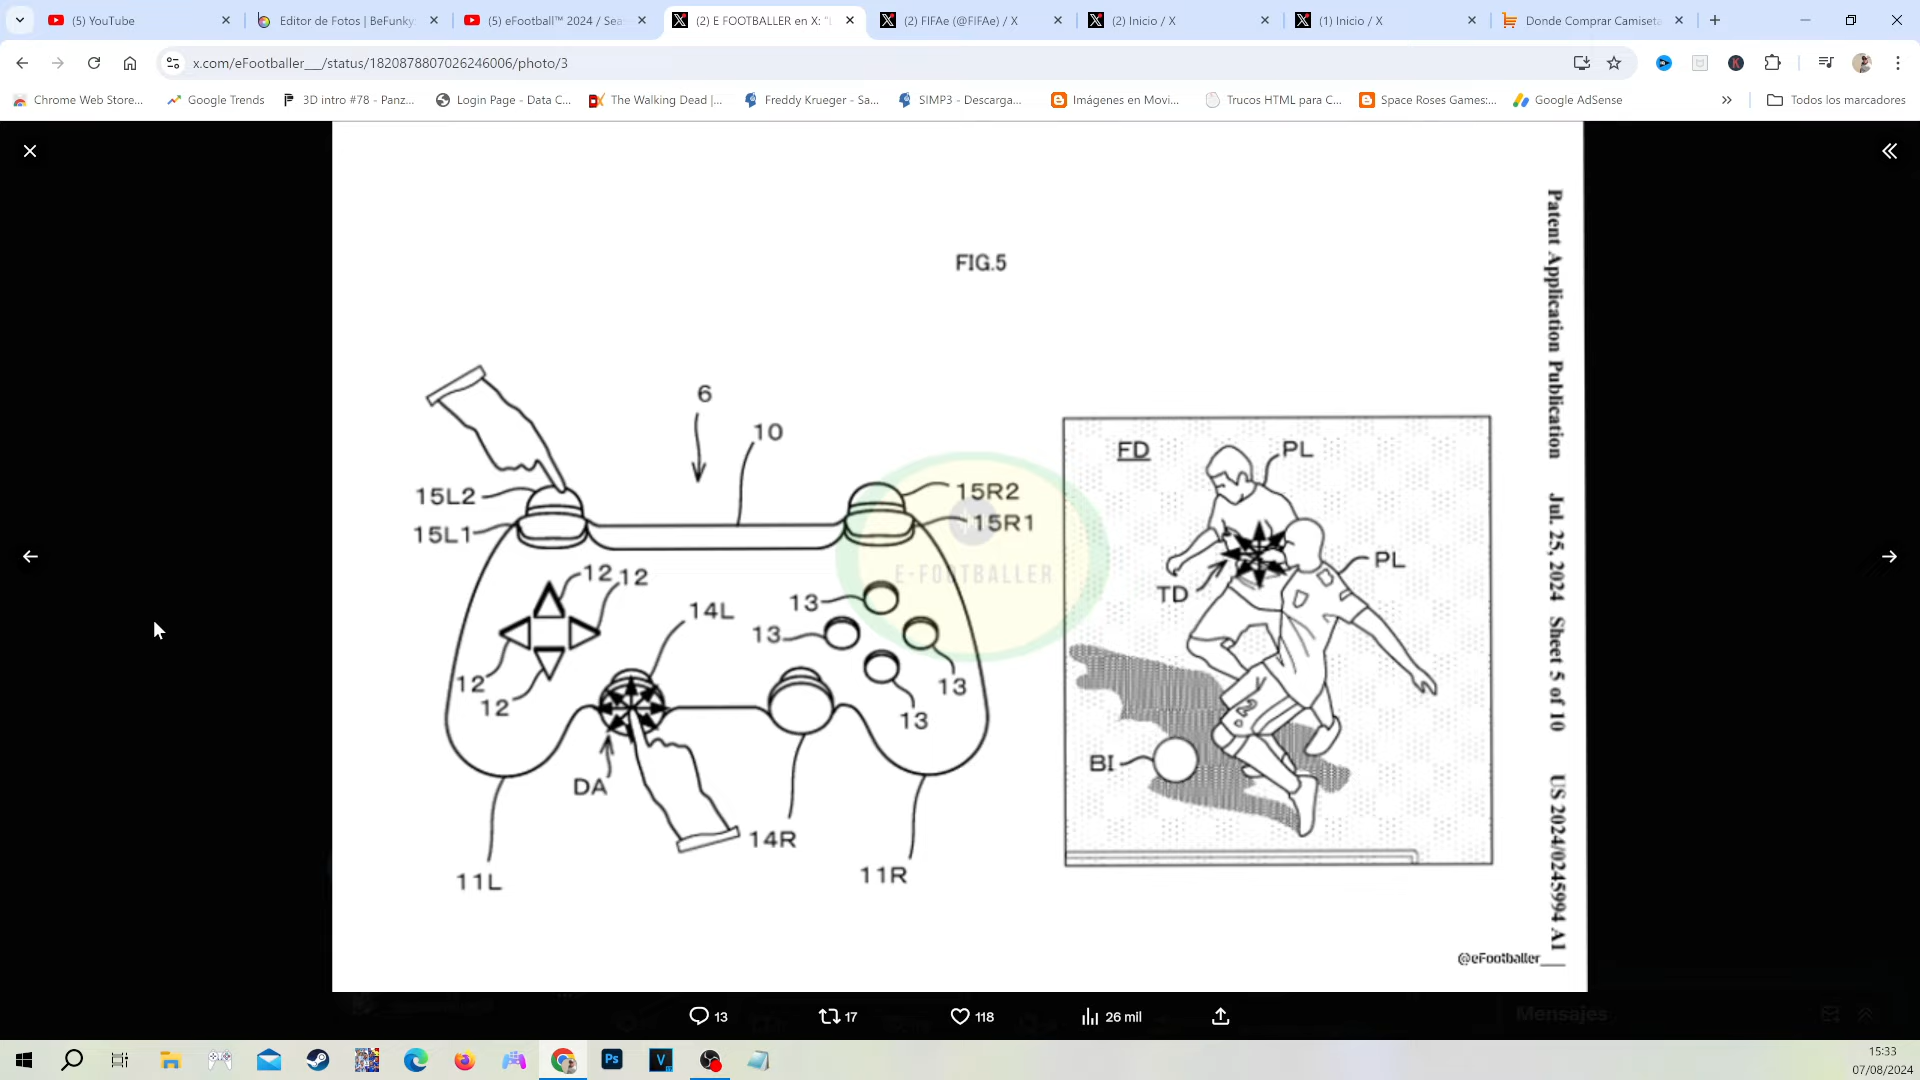 (5) YouTube
Editor de Fotos | BeFunky:
(5) eFootball™ 2024 / Sea
(2) E FOOTBALLER en X: "L
(2) FIFAe (@FIFAe) / X
(2) Inicio / X
(1) Inicio / X
Donde Comprar Camiseta
x.com/eFootballer___/status/1820878807026246006/photo/3
Chrome Web Store...
Google Trends
3D intro #78 - Panz...
Login Page - Data C...
The Walking Dead |...
Freddy Krueger - Sa...
SIMP3 - Descarga...
Imágenes en Movi...
Trucos HTML para C...
Space Roses Games:...
Google AdSense
Todos los marcadores
Patent Application Publication Jul. 25, 2024 Sheet 5 of 10 US 2024/0245994 A1
FIG.5
6
10
15L2
15L1
15R2
15R1
E-FOOTBALLER
12
12
12
12
14L
13
13
13
13
DA
14R
11L
11R
FD
PL
PL
TD
BI
@eFootballer___
13
17
118
26 mil
Mensajes
Ps
V
15:33
07/08/2024